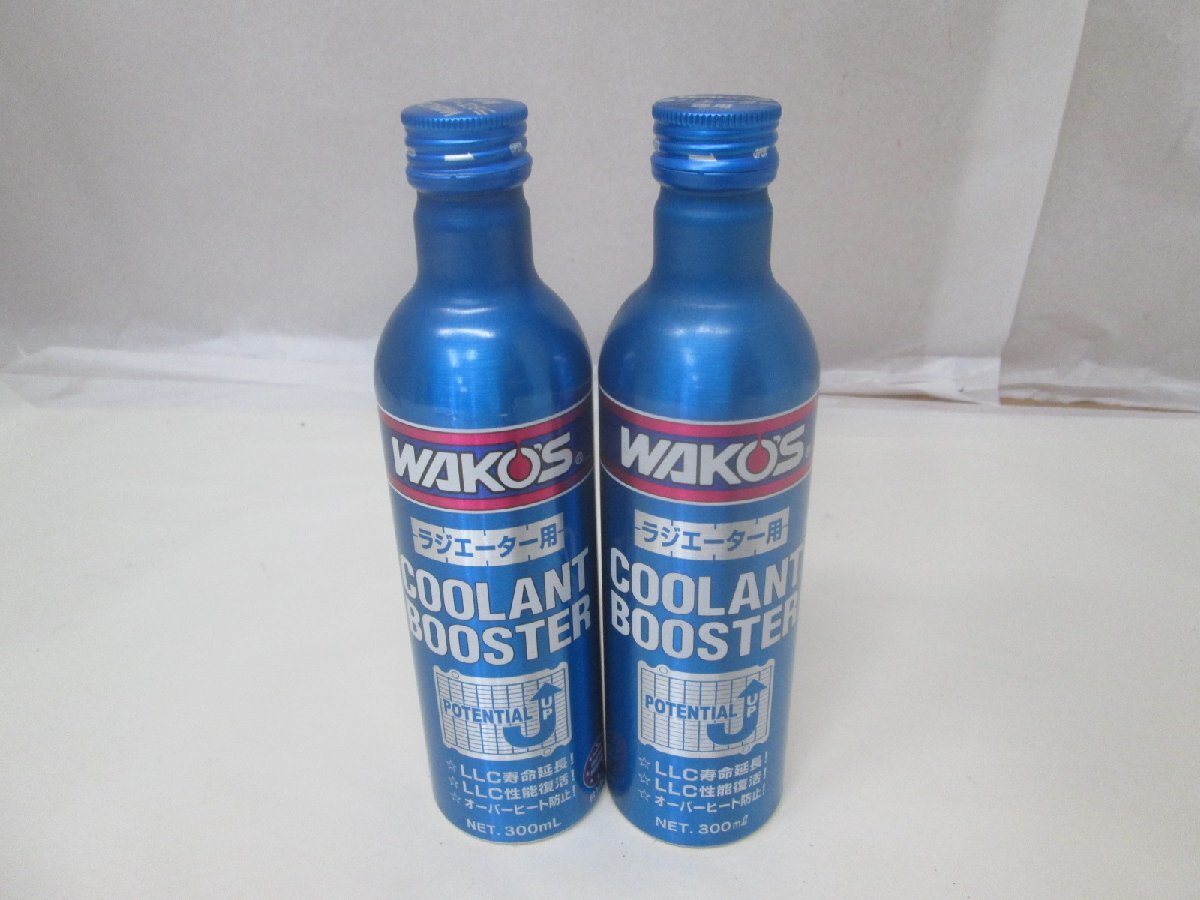 WAKO'S
ラジエーター用
COOLANT
BOOSTER
POTENTIAL UP
☆ LLC寿命延長!
☆ LLC性能復活!
☆ オーバーヒート防止!
NET. 300mL
WAKO'S
ラジエーター用
COOLANT
BOOSTER
POTENTIAL UP
☆ LLC寿命延長!
☆ LLC性能復活!
☆ オーバーヒート防止!
NET. 300mℓ